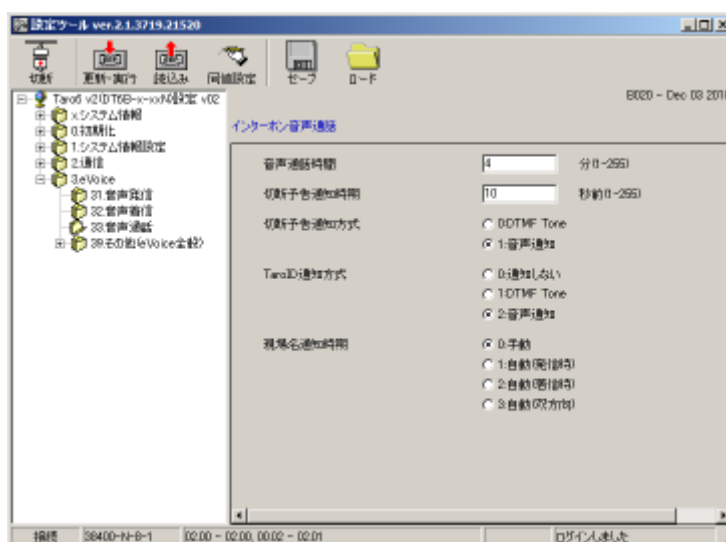 設定ツール ver.2.1.3719.21520
切断 更新・実行 読込み 同値設定 セーブ ロード
Taro6 v2(DT6B-x-xxN)設定 v02
x:システム情報
0.初期化
1.システム情報設定
2.通信
3.eVoice
31.音声発信
32.音声着信
33.音声通話
39.その他(eVoice全般)
B020 - Dec 03 201
インターホン音声通話
音声通話時間 4 分(1-255)
切断予告通知時期 10 秒前(1-255)
切断予告通知方式 0:DTMF Tone
1:音声通知
TaroID通知方式 0:通知しない
1:DTMF Tone
2:音声通知
現場名通知時期 0:手動
1:自動(発信時)
2:自動(着信時)
3:自動(双方向)
接続 38400-N-8-1 02:00 - 02:00, 00:02 - 02:01 ログインしました